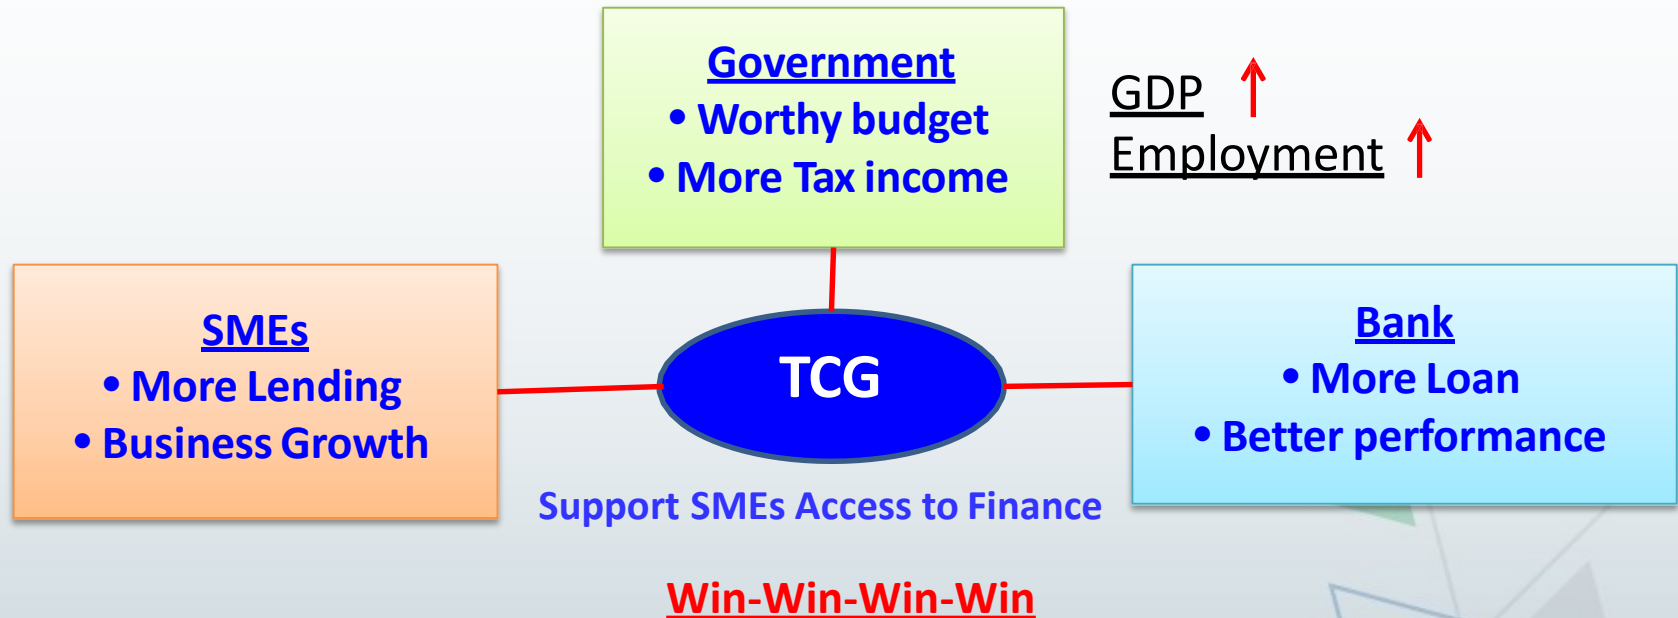 Government
• Worthy budget
• More Tax income
GDP ↑
Employment ↑
SMEs
• More Lending
• Business Growth
TCG
Bank
• More Loan
• Better performance
Support SMEs Access to Finance
Win-Win-Win-Win